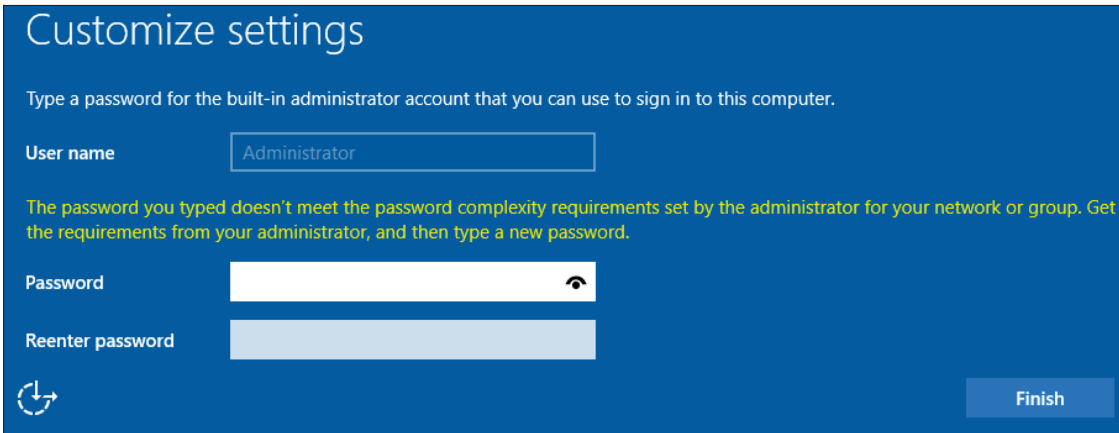 Customize settings
Type a password for the built-in administrator account that you can use to sign in to this computer.
User name Administrator
The password you typed doesn't meet the password complexity requirements set by the administrator for your network or group. Get
the requirements from your administrator, and then type a new password.
Password
Reenter password
Finish